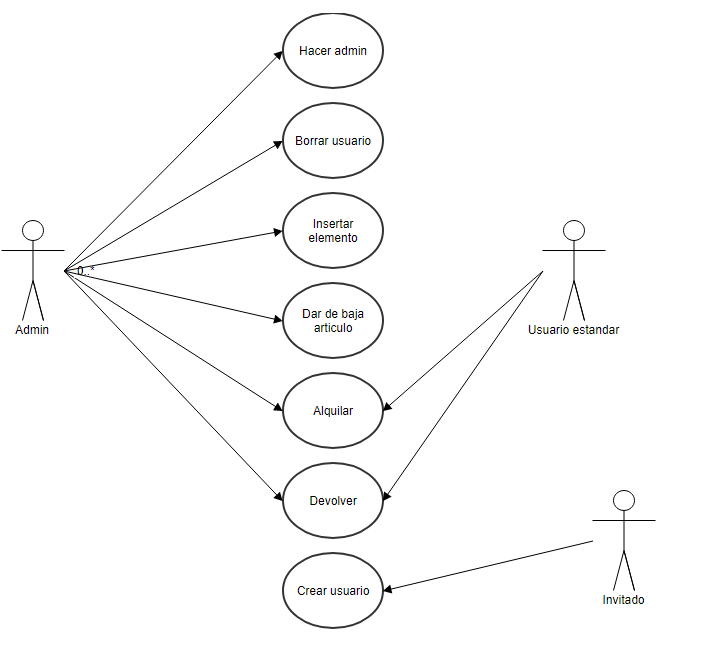 Hacer admin
Borrar usuario
Insertar
elemento
0..*
Dar de baja
articulo
Admin
Usuario estandar
Alquilar
Devolver
Crear usuario
Invitado